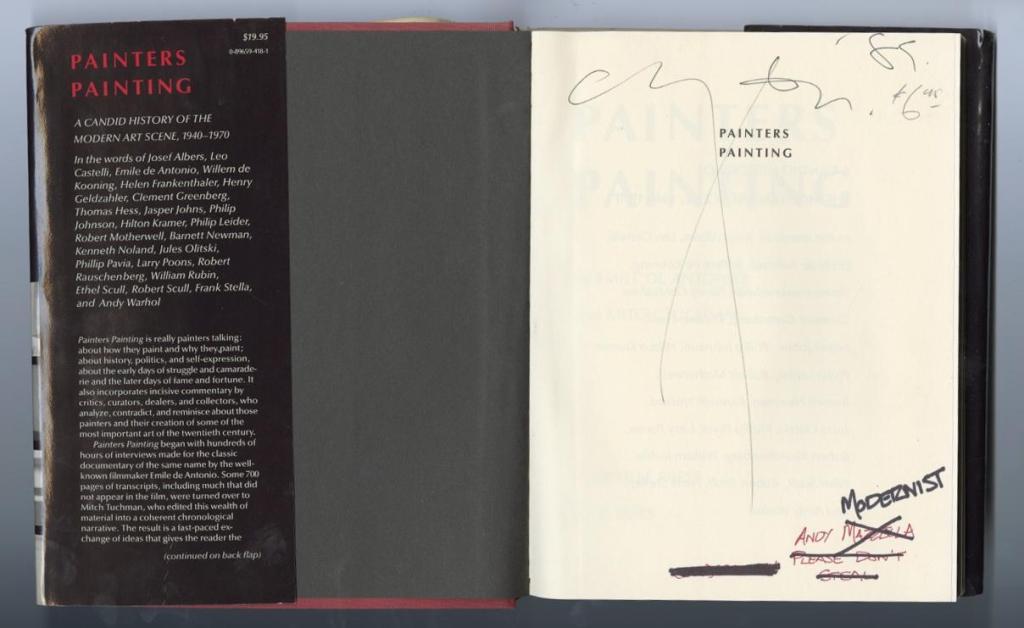 $19.95
0-89659-418-1
PAINTERS
PAINTING
A CANDID HISTORY OF THE
MODERN ART SCENE, 1940–1970
In the words of Josef Albers, Leo
Castelli, Emile de Antonio, Willem de
Kooning, Helen Frankenthaler, Henry
Geldzahler, Clement Greenberg,
Thomas Hess, Jasper Johns, Philip
Johnson, Hilton Kramer, Philip Leider,
Robert Motherwell, Barnett Newman,
Kenneth Noland, Jules Olitski,
Phillip Pavia, Larry Poons, Robert
Rauschenberg, William Rubin,
Ethel Scull, Robert Scull, Frank Stella,
and Andy Warhol
Painters Painting is really painters talking:
about how they paint and why they paint;
about history, politics, and self-expression,
about the early days of struggle and camarade-
rie and the later days of fame and fortune. It
also incorporates incisive commentary by
critics, curators, dealers, and collectors, who
analyze, contradict, and reminisce about those
painters and their creation of some of the
most important art of the twentieth century.
Painters Painting began with hundreds of
hours of interviews made for the classic
documentary of the same name by the well-
known filmmaker Emile de Antonio. Some 700
pages of transcripts, including much that did
not appear in the film, were turned over to
Mitch Tuchman, who edited this wealth of
material into a coherent chronological
narrative. The result is a fast-paced ex-
change of ideas that gives the reader the
(continued on back flap)
PAINTERS
PAINTING
MODERNIST
ANDY
PLEASE DON'T
STEAL